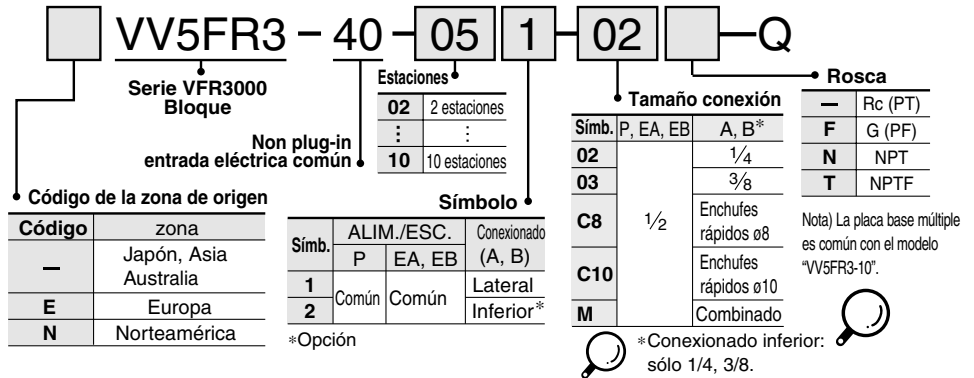 VV5FR3 - 40 - 05 1 - 02 - Q
Serie VFR3000
Bloque
Non plug-in
entrada eléctrica común
Estaciones
02 2 estaciones
⋮ ⋮
10 10 estaciones
Código de la zona de origen
Código zona
— Japón, Asia
Australia
E Europa
N Norteamérica
Símbolo
Símb. ALIM./ESC. Conexionado
P EA, EB (A, B)
1 Común Común Lateral
2 Inferior*
*Opción
Tamaño conexión
Símb. P, EA, EB A, B*
02 1/2 1/4
03 3/8
C8 Enchufes
rápidos ø8
C10 Enchufes
rápidos ø10
M Combinado
*Conexionado inferior:
sólo 1/4, 3/8.
Rosca
— Rc (PT)
F G (PF)
N NPT
T NPTF
Nota) La placa base múltiple
es común con el modelo
“VV5FR3-10”.